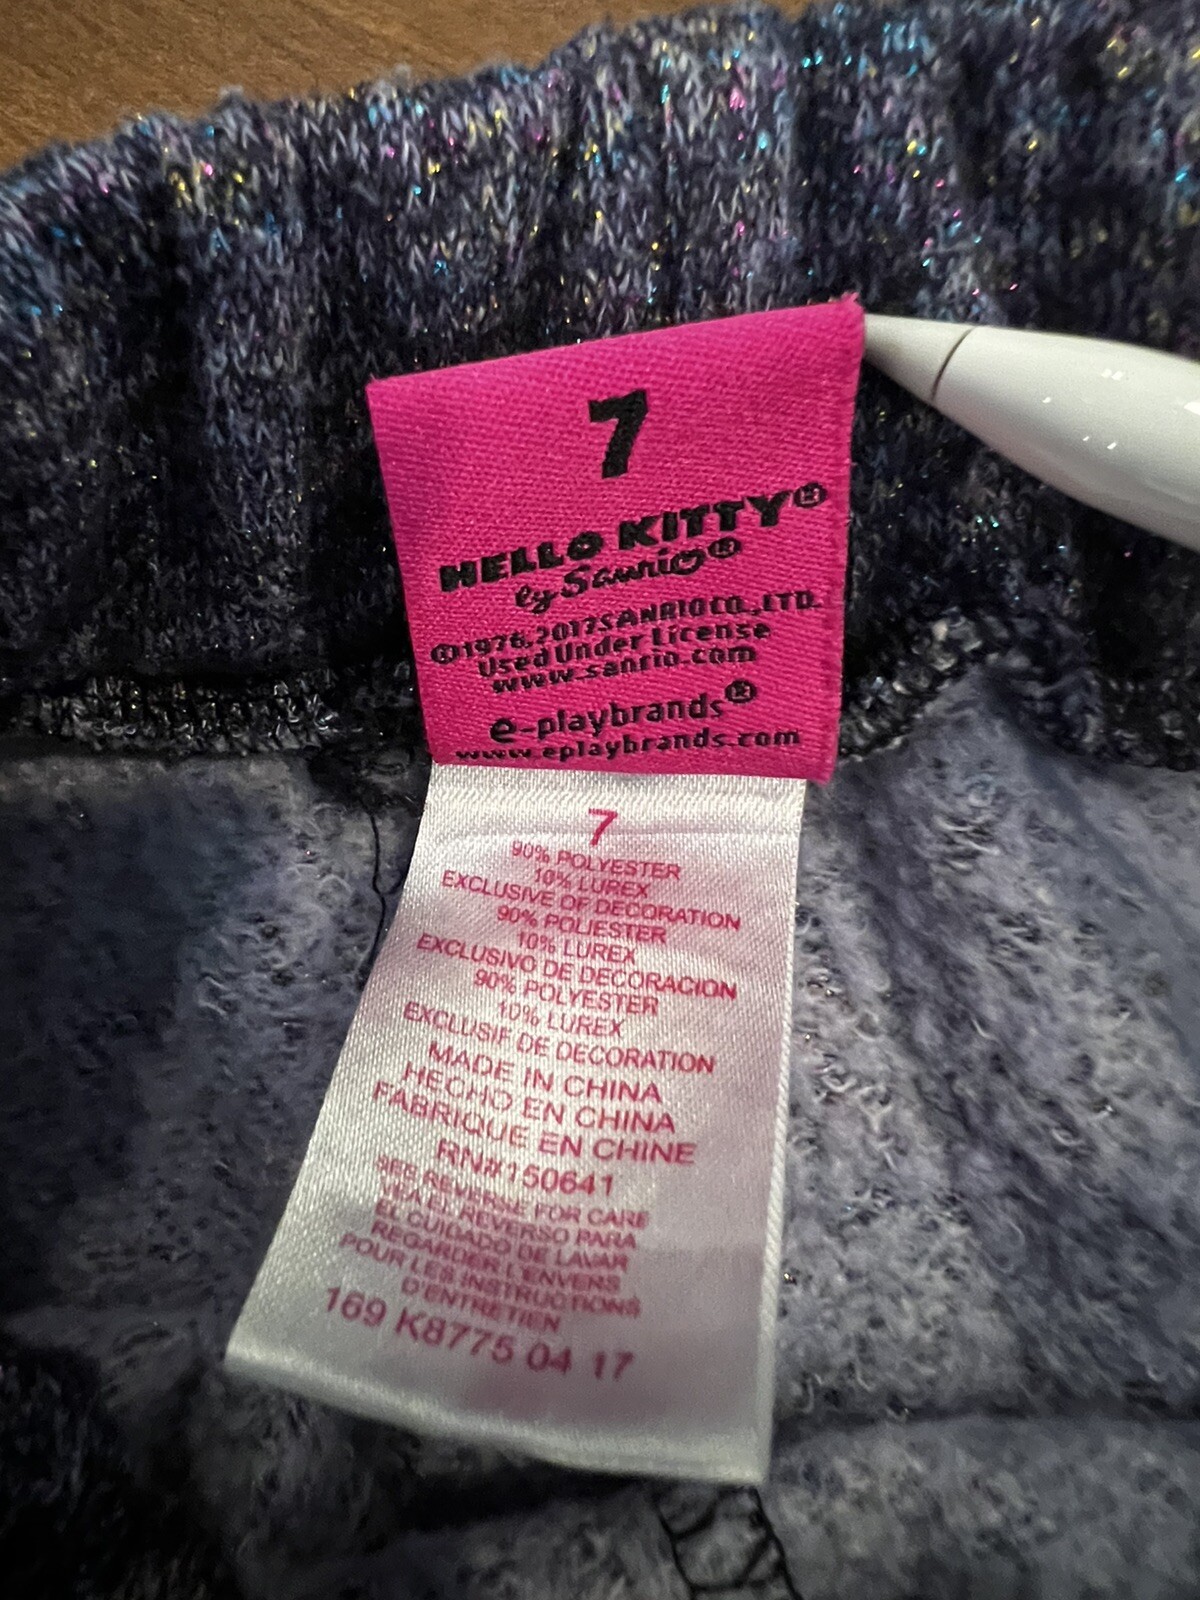 7
HELLO KITTY®
by Sanrio®
©1976, 2017 SANRIO CO., LTD.
Used Under License
www.sanrio.com
e-playbrands®
www.eplaybrands.com
7
90% POLYESTER
10% LUREX
EXCLUSIVE OF DECORATION
90% POLIESTER
10% LUREX
EXCLUSIVO DE DECORACION
90% POLYESTER
10% LUREX
EXCLUSIF DE DECORATION
MADE IN CHINA
HECHO EN CHINA
FABRIQUE EN CHINE
RN#150641
SEE REVERSE FOR CARE
VEA EL REVERSO PARA
EL CUIDADO DE LAVAR
REGARDER L'ENVERS
POUR LES INSTRUCTIONS
D'ENTRETIEN
169 K8775 04 17